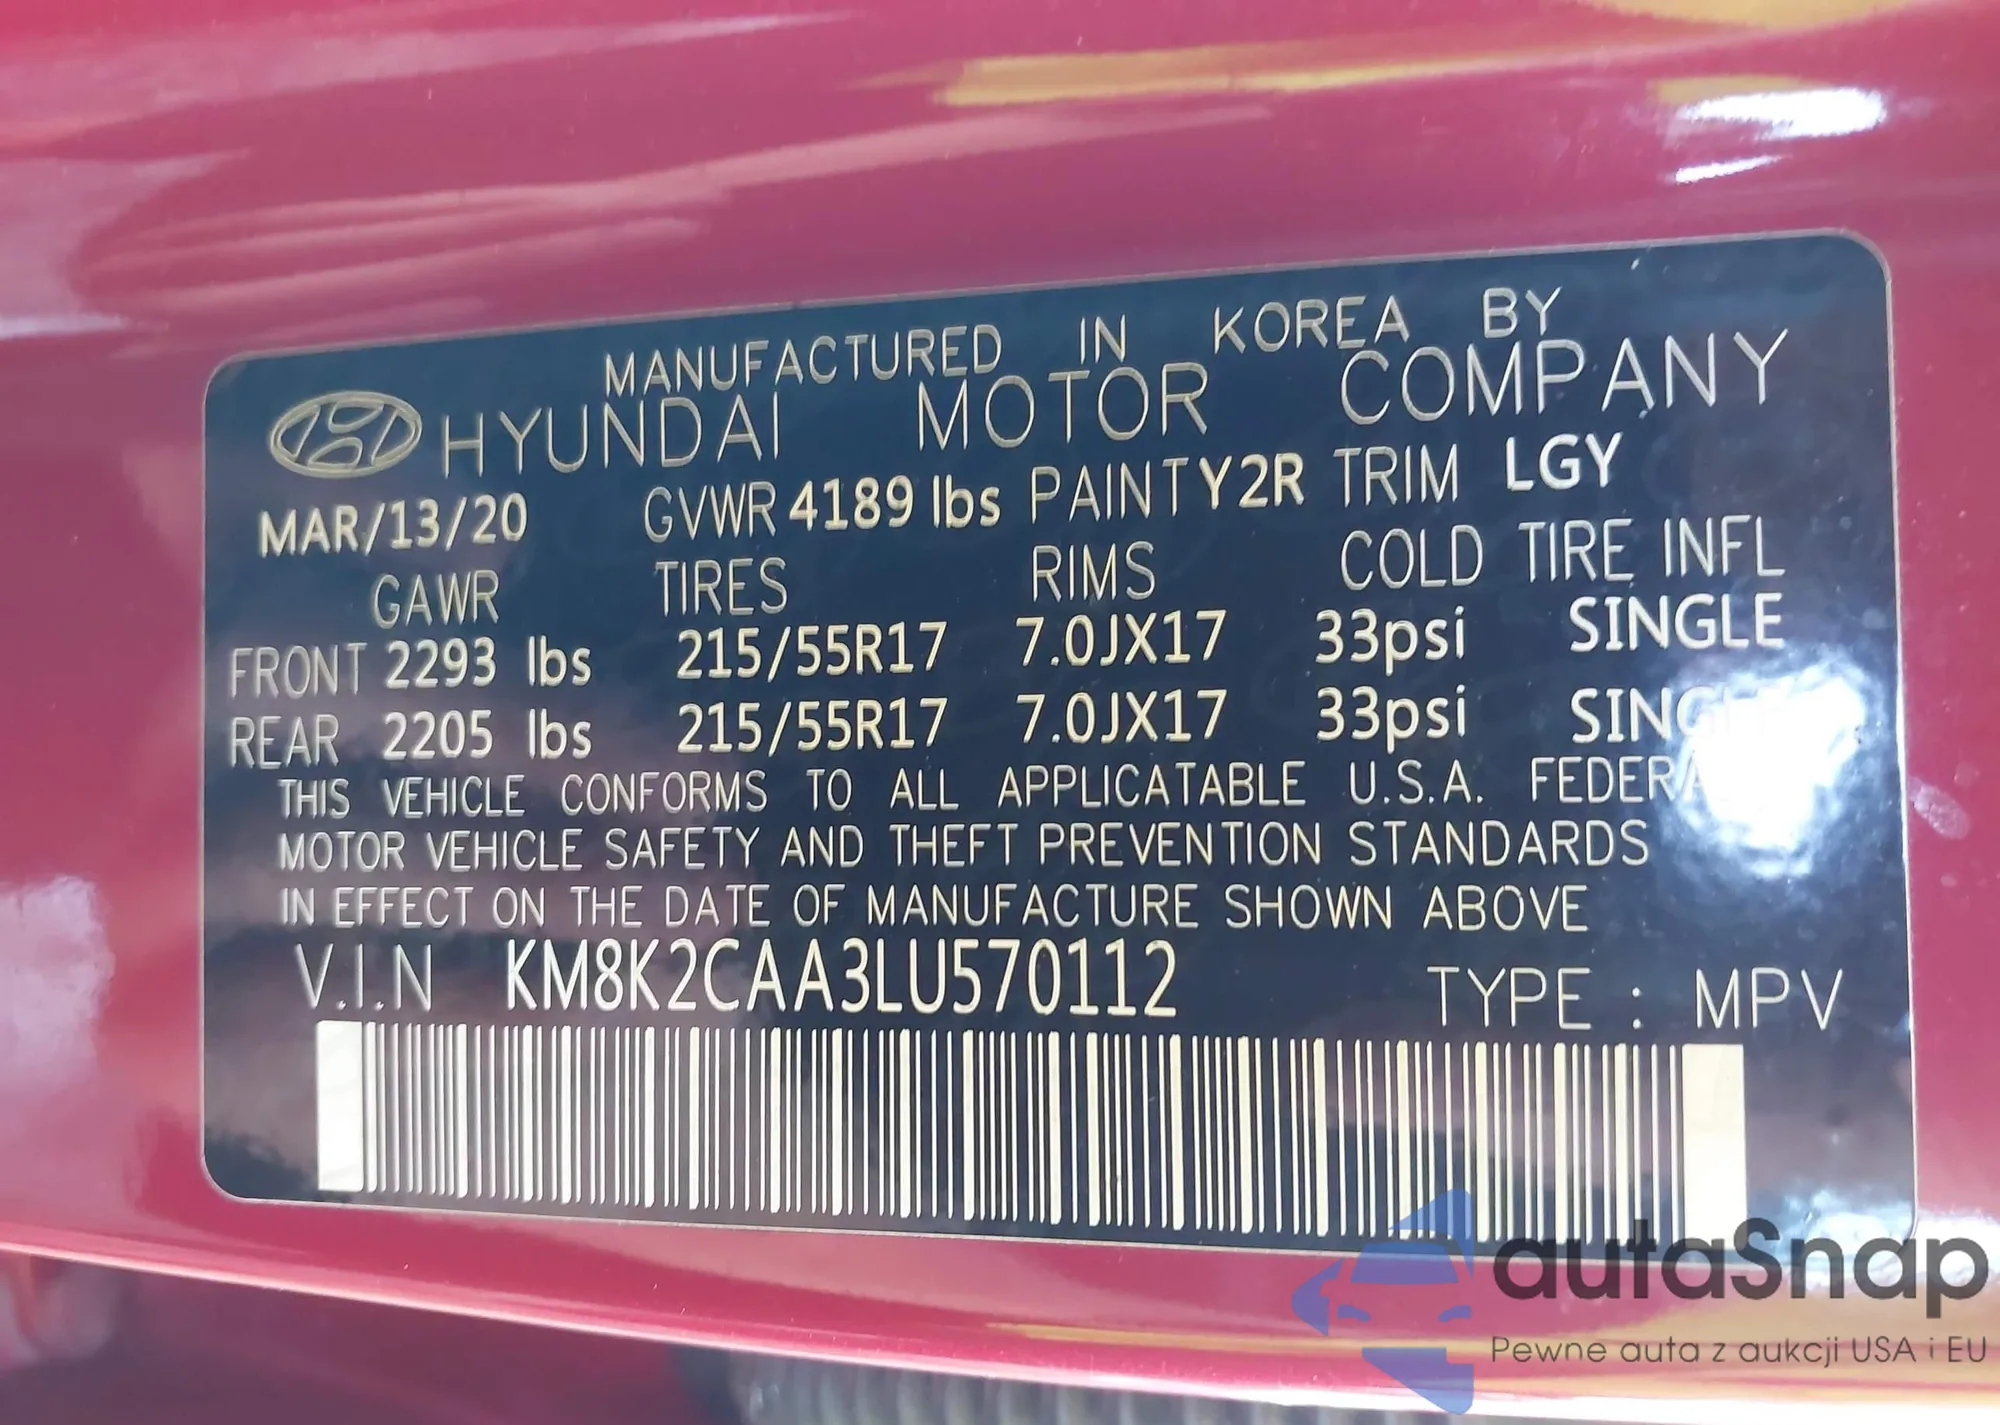 MANUFACTURED IN KOREA BY
HYUNDAI MOTOR COMPANY
MAR/13/20 GVWR 4189 lbs PAINT Y2R TRIM LGY
GAWR TIRES RIMS COLD TIRE INFL
FRONT 2293 lbs 215/55R17 7.0JX17 33psi SINGLE
REAR 2205 lbs 215/55R17 7.0JX17 33psi SINGLE
THIS VEHICLE CONFORMS TO ALL APPLICATABLE U.S.A. FEDERAL
MOTOR VEHICLE SAFETY AND THEFT PREVENTION STANDARDS
IN EFFECT ON THE DATE OF MANUFACTURE SHOWN ABOVE
V.I.N KM8K2CAA3LU570112 TYPE : MPV
autaSnap
Pewne auta z aukcji USA i EU